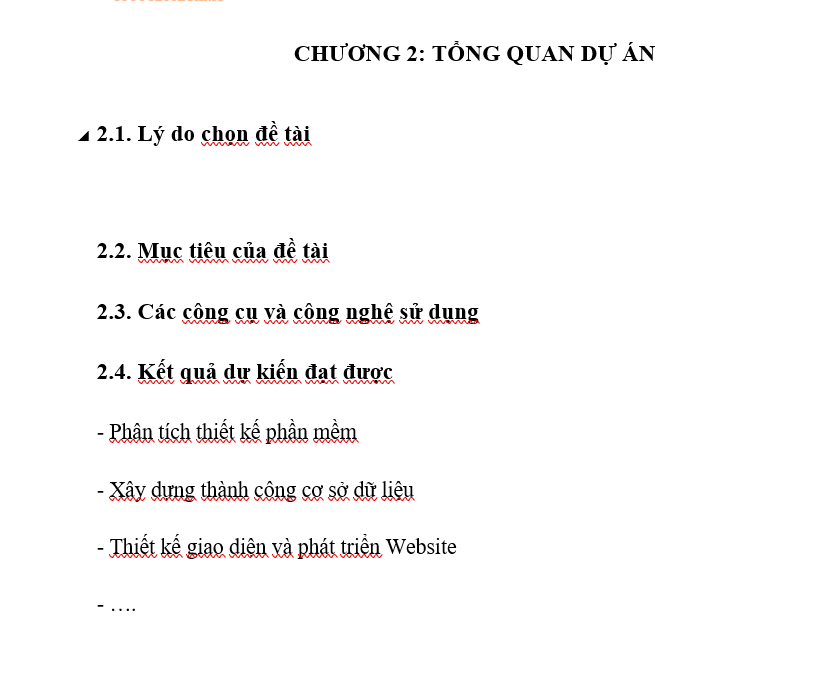 CHƯƠNG 2: TỔNG QUAN DỰ ÁN
2.1. Lý do chọn đề tài
2.2. Mục tiêu của đề tài
2.3. Các công cụ và công nghệ sử dụng
2.4. Kết quả dự kiến đạt được
- Phân tích thiết kế phần mềm
- Xây dựng thành công cơ sở dữ liệu
- Thiết kế giao diện và phát triển Website
- ….